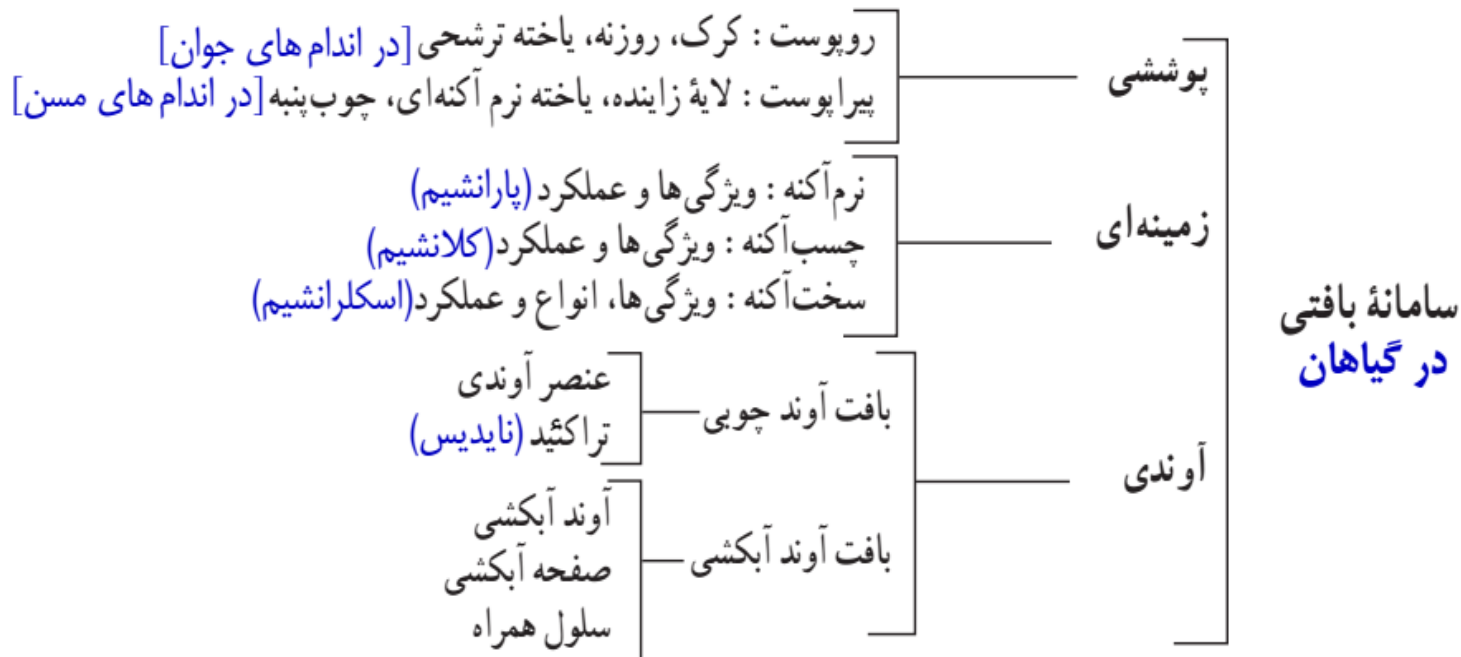 سامانهٔ بافتی
در گیاهان
پوششی
روپوست : کرک، روزنه، یاخته ترشحی [در اندام های جوان]
پیراپوست : لایهٔ زاینده، یاخته نرم آکنه‌ای، چوب‌پنبه [در اندام های مسن]
زمینه‌ای
نرم‌آکنه : ویژگی‌ها و عملکرد (پارانشیم)
چسب‌آکنه : ویژگی‌ها و عملکرد (کلانشیم)
سخت‌آکنه : ویژگی‌ها، انواع و عملکرد (اسکلرانشیم)
آوندی
بافت آوند چوبی
عنصر آوندی
تراکئید (نایدیس)
بافت آوند آبکشی
آوند آبکشی
صفحه آبکشی
سلول همراه